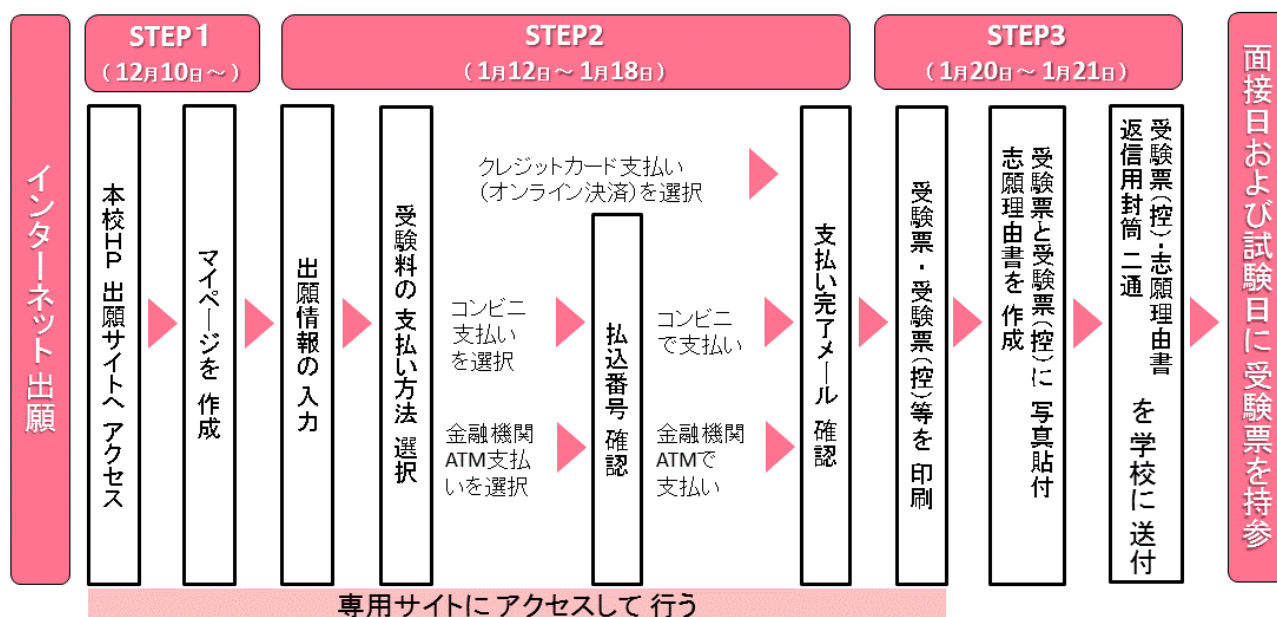 インターネット出願
STEP1
（12月10日～）
本校HP 出願サイトへ アクセス
マイページを 作成
STEP2
（1月12日～1月18日）
出願情報の 入力
受験料の 支払い方法 選択
クレジットカード支払い
(オンライン決済)を選択
コンビニ
支払い
を選択
金融機関
ATM支払
いを選択
払込番号 確認
コンビニ
で支払い
金融機関
ATMで
支払い
支払い完了メール 確認
STEP3
（1月20日～1月21日）
受験票・受験票(控)等を 印刷
受験票と受験票(控)に 写真貼付
志願理由書を 作成
受験票(控)・志願理由書
返信用封筒 二通
を 学校に 送付
面接日および試験日に 受験票を持参
専用サイトに アクセスして 行う